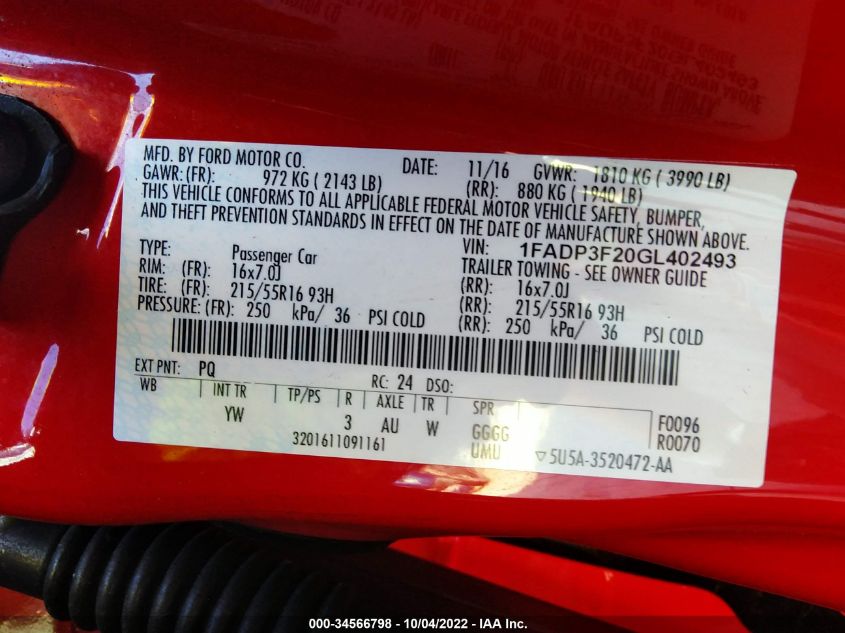 MFD. BY FORD MOTOR CO.
DATE: 11/16 GVWR: 1810 KG ( 3990 LB)
GAWR:(FR): 972 KG ( 2143 LB) (RR): 880 KG ( 1940 LB)
THIS VEHICLE CONFORMS TO ALL APPLICABLE FEDERAL MOTOR VEHICLE SAFETY, BUMPER,
AND THEFT PREVENTION STANDARDS IN EFFECT ON THE DATE OF MANUFACTURE SHOWN ABOVE.
VIN: 1FADP3F20GL402493
TYPE: Passenger Car TRAILER TOWING - SEE OWNER GUIDE
RIM: (FR): 16x7.0J (RR): 16x7.0J
TIRE: (FR): 215/55R16 93H (RR): 215/55R16 93H
PRESSURE: (FR): 250 kPa/ 36 PSI COLD (RR): 250 kPa/ 36 PSI COLD
EXT PNT: PQ RC: 24 DSO:
WB INT TR TP/PS R AXLE TR SPR
YW 3 AU W GGGG F0096
3201611091161 UMU ▽5U5A-3520472-AA R0070
000-34566798 - 10/04/2022 - IAA Inc.